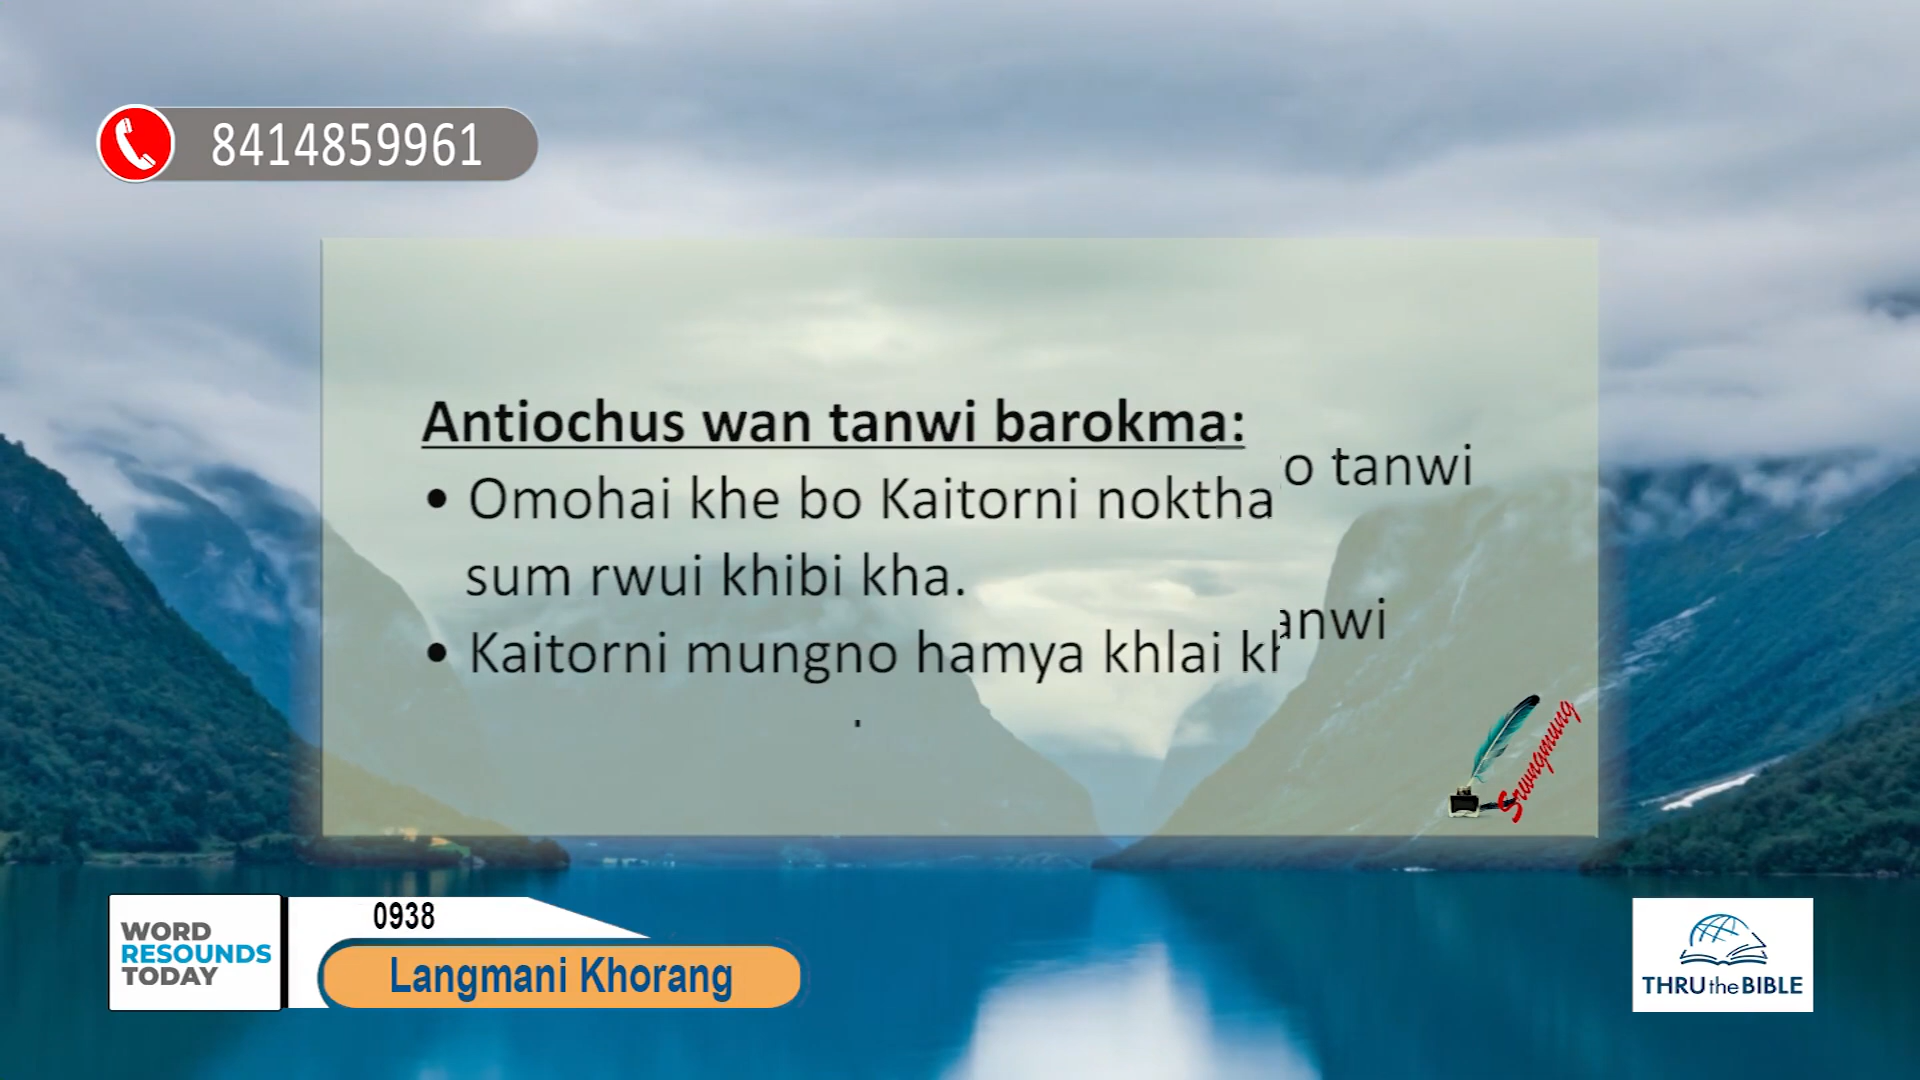 8414859961
Antiochus wan tanwi barokma:
• Omohai khe bo Kaitorni noktha
o tanwi
sum rwui khibi kha.
• Kaitorni mungno hamya khlai
anwi
Srwngmung
0938
WORD
RESOUNDS
TODAY
Langmani Khorang
THRU the BIBLE